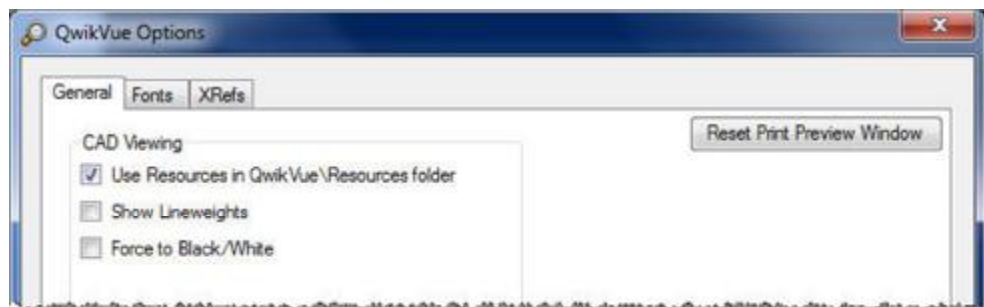 QwikVue Options
General Fonts XRefs
Reset Print Preview Window
CAD Viewing
Use Resources in QwikVue\Resources folder
Show Lineweights
Force to Black/White